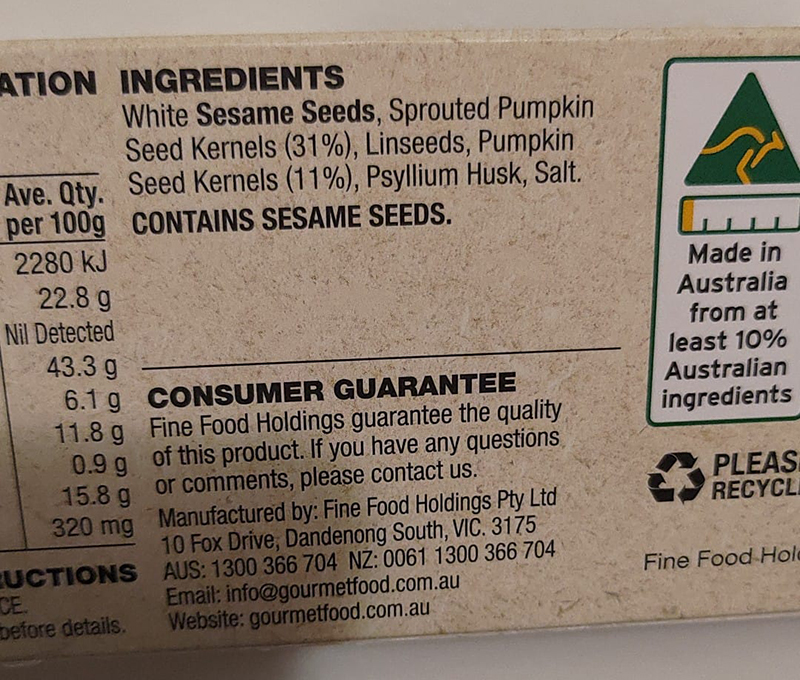 ATION
Ave. Qty.
per 100g
2280 kJ
22.8 g
Nil Detected
43.3 g
6.1 g
11.8 g
0.9 g
15.8 g
320 mg
UCTIONS
CE.
before details.
INGREDIENTS
White Sesame Seeds, Sprouted Pumpkin
Seed Kernels (31%), Linseeds, Pumpkin
Seed Kernels (11%), Psyllium Husk, Salt.
CONTAINS SESAME SEEDS.
CONSUMER GUARANTEE
Fine Food Holdings guarantee the quality
of this product. If you have any questions
or comments, please contact us.
Manufactured by: Fine Food Holdings Pty Ltd
10 Fox Drive, Dandenong South, VIC. 3175
AUS: 1300 366 704 NZ: 0061 1300 366 704
Email: info@gourmetfood.com.au
Website: gourmetfood.com.au
Made in
Australia
from at
least 10%
Australian
ingredients
PLEAS
RECYCL
Fine Food Hol